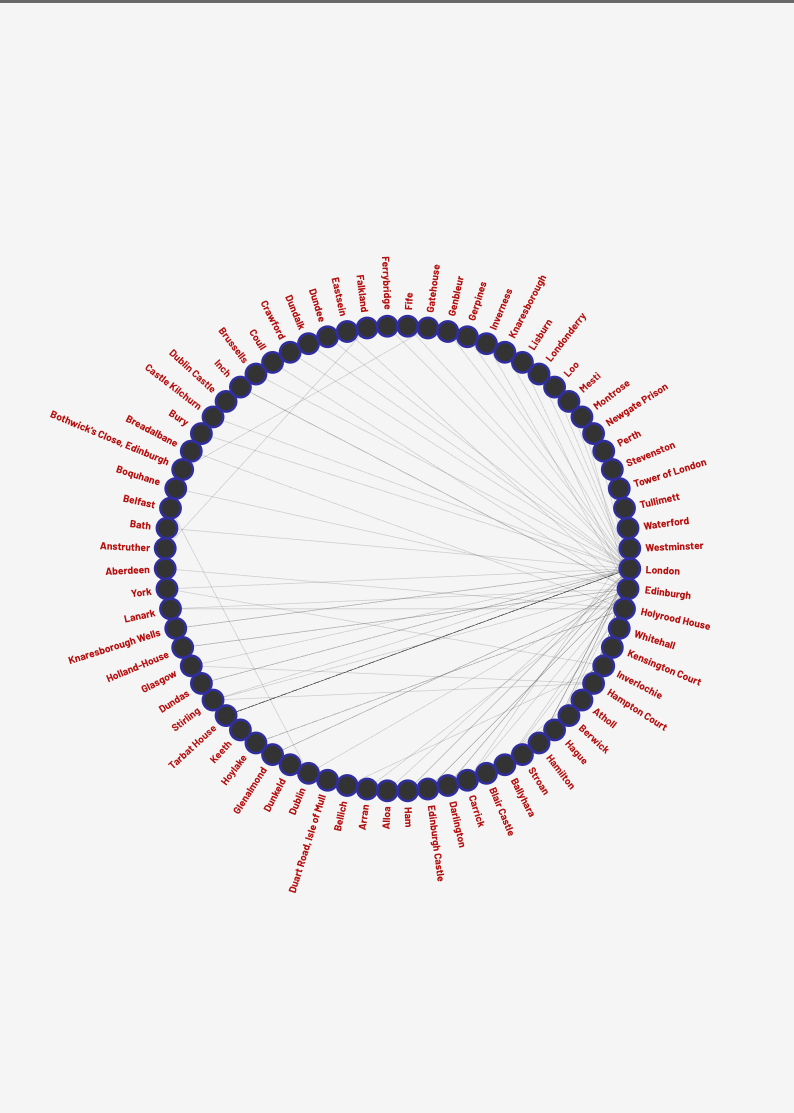 Ferrybridge
Fife
Gatehouse
Genbleur
Gerpines
Inverness
Knaresborough
Lisburn
Londonderry
Loo
Mesti
Montrose
Newgate Prison
Perth
Stevenston
Tower of London
Tullimett
Waterford
Westminster
London
Edinburgh
Holyrood House
Whitehall
Kensington Court
Inverlochie
Hampton Court
Atholl
Berwick
Hague
Hamilton
Stroan
Ballyhara
Blair Castle
Carrick
Darlington
Edinburgh Castle
Ham
Alloa
Arran
Bellich
Duart Road, Isle of Mull
Dublin
Dunkeld
Glenalmond
Hoylake
Keeth
Tarbat House
Stirling
Dundas
Glasgow
Holland-House
Knaresborough Wells
Lanark
York
Aberdeen
Anstruther
Bath
Belfast
Boquhane
Bothwick's Close, Edinburgh
Breadalbane
Bury
Castle Kilchurn
Dublin Castle
Inch
Brussells
Coull
Crawford
Dundalk
Dundee
Eastsein
Falkland